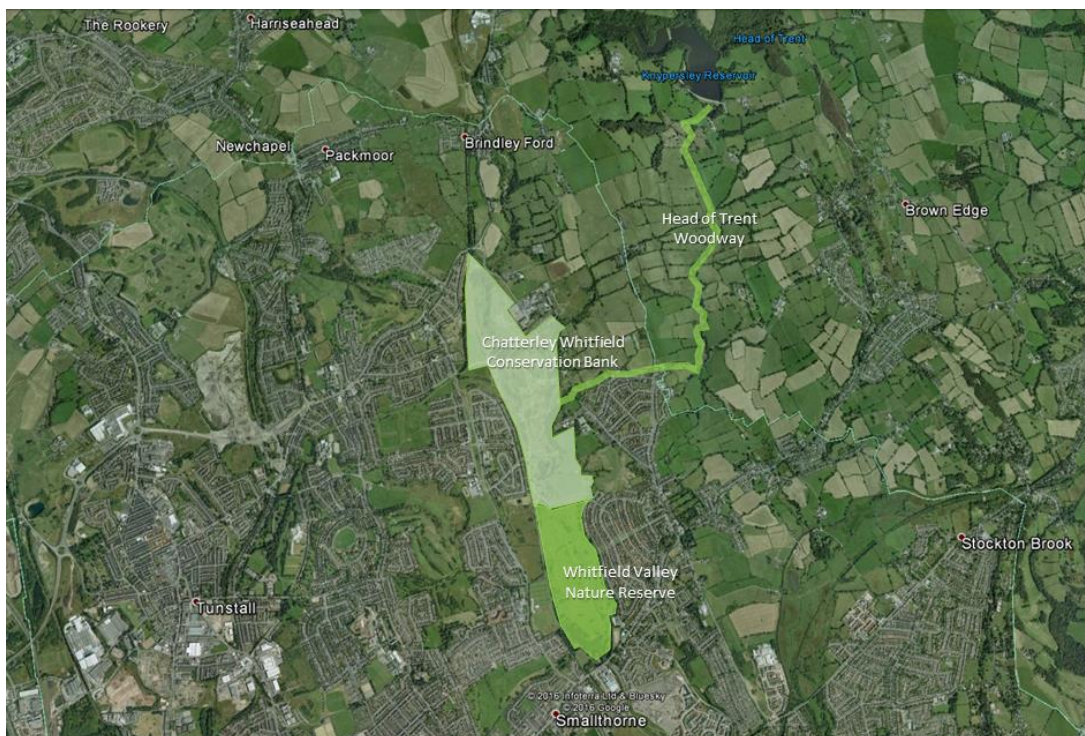 The Rookery
Harriseahead
Head of Trent
Knypersley Reservoir
Newchapel
Packmoor
Brindley Ford
Brown Edge
Head of Trent
Woodway
Chatterley Whitfield
Conservation Bank
Stockton Brook
Whitfield Valley
Nature Reserve
Tunstall
© 2016 Infoterra Ltd & Bluesky
© 2016 Google
Smallthorne